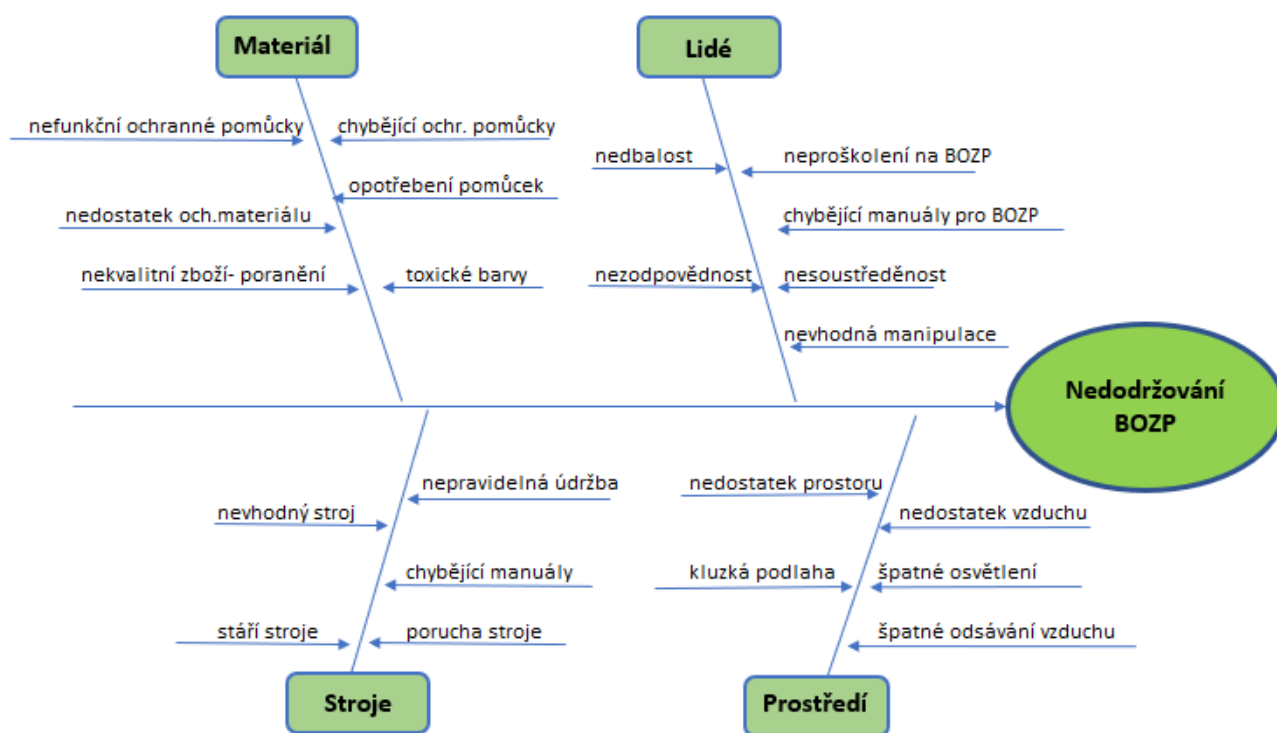 Materiál
Lidé
nefunkční ochranné pomůcky
chybějící ochr. pomůcky
opotřebení pomůcek
nedostatek och.materiálu
nekvalitní zboží- poranění
toxické barvy
nedbalost
neproškolení na BOZP
chybějící manuály pro BOZP
nezodpovědnost
nesoustředěnost
nevhodná manipulace
Nedodržování
BOZP
nepravidelná údržba
nevhodný stroj
chybějící manuály
stáří stroje
porucha stroje
nedostatek prostoru
nedostatek vzduchu
kluzká podlaha
špatné osvětlení
špatné odsávání vzduchu
Stroje
Prostředí